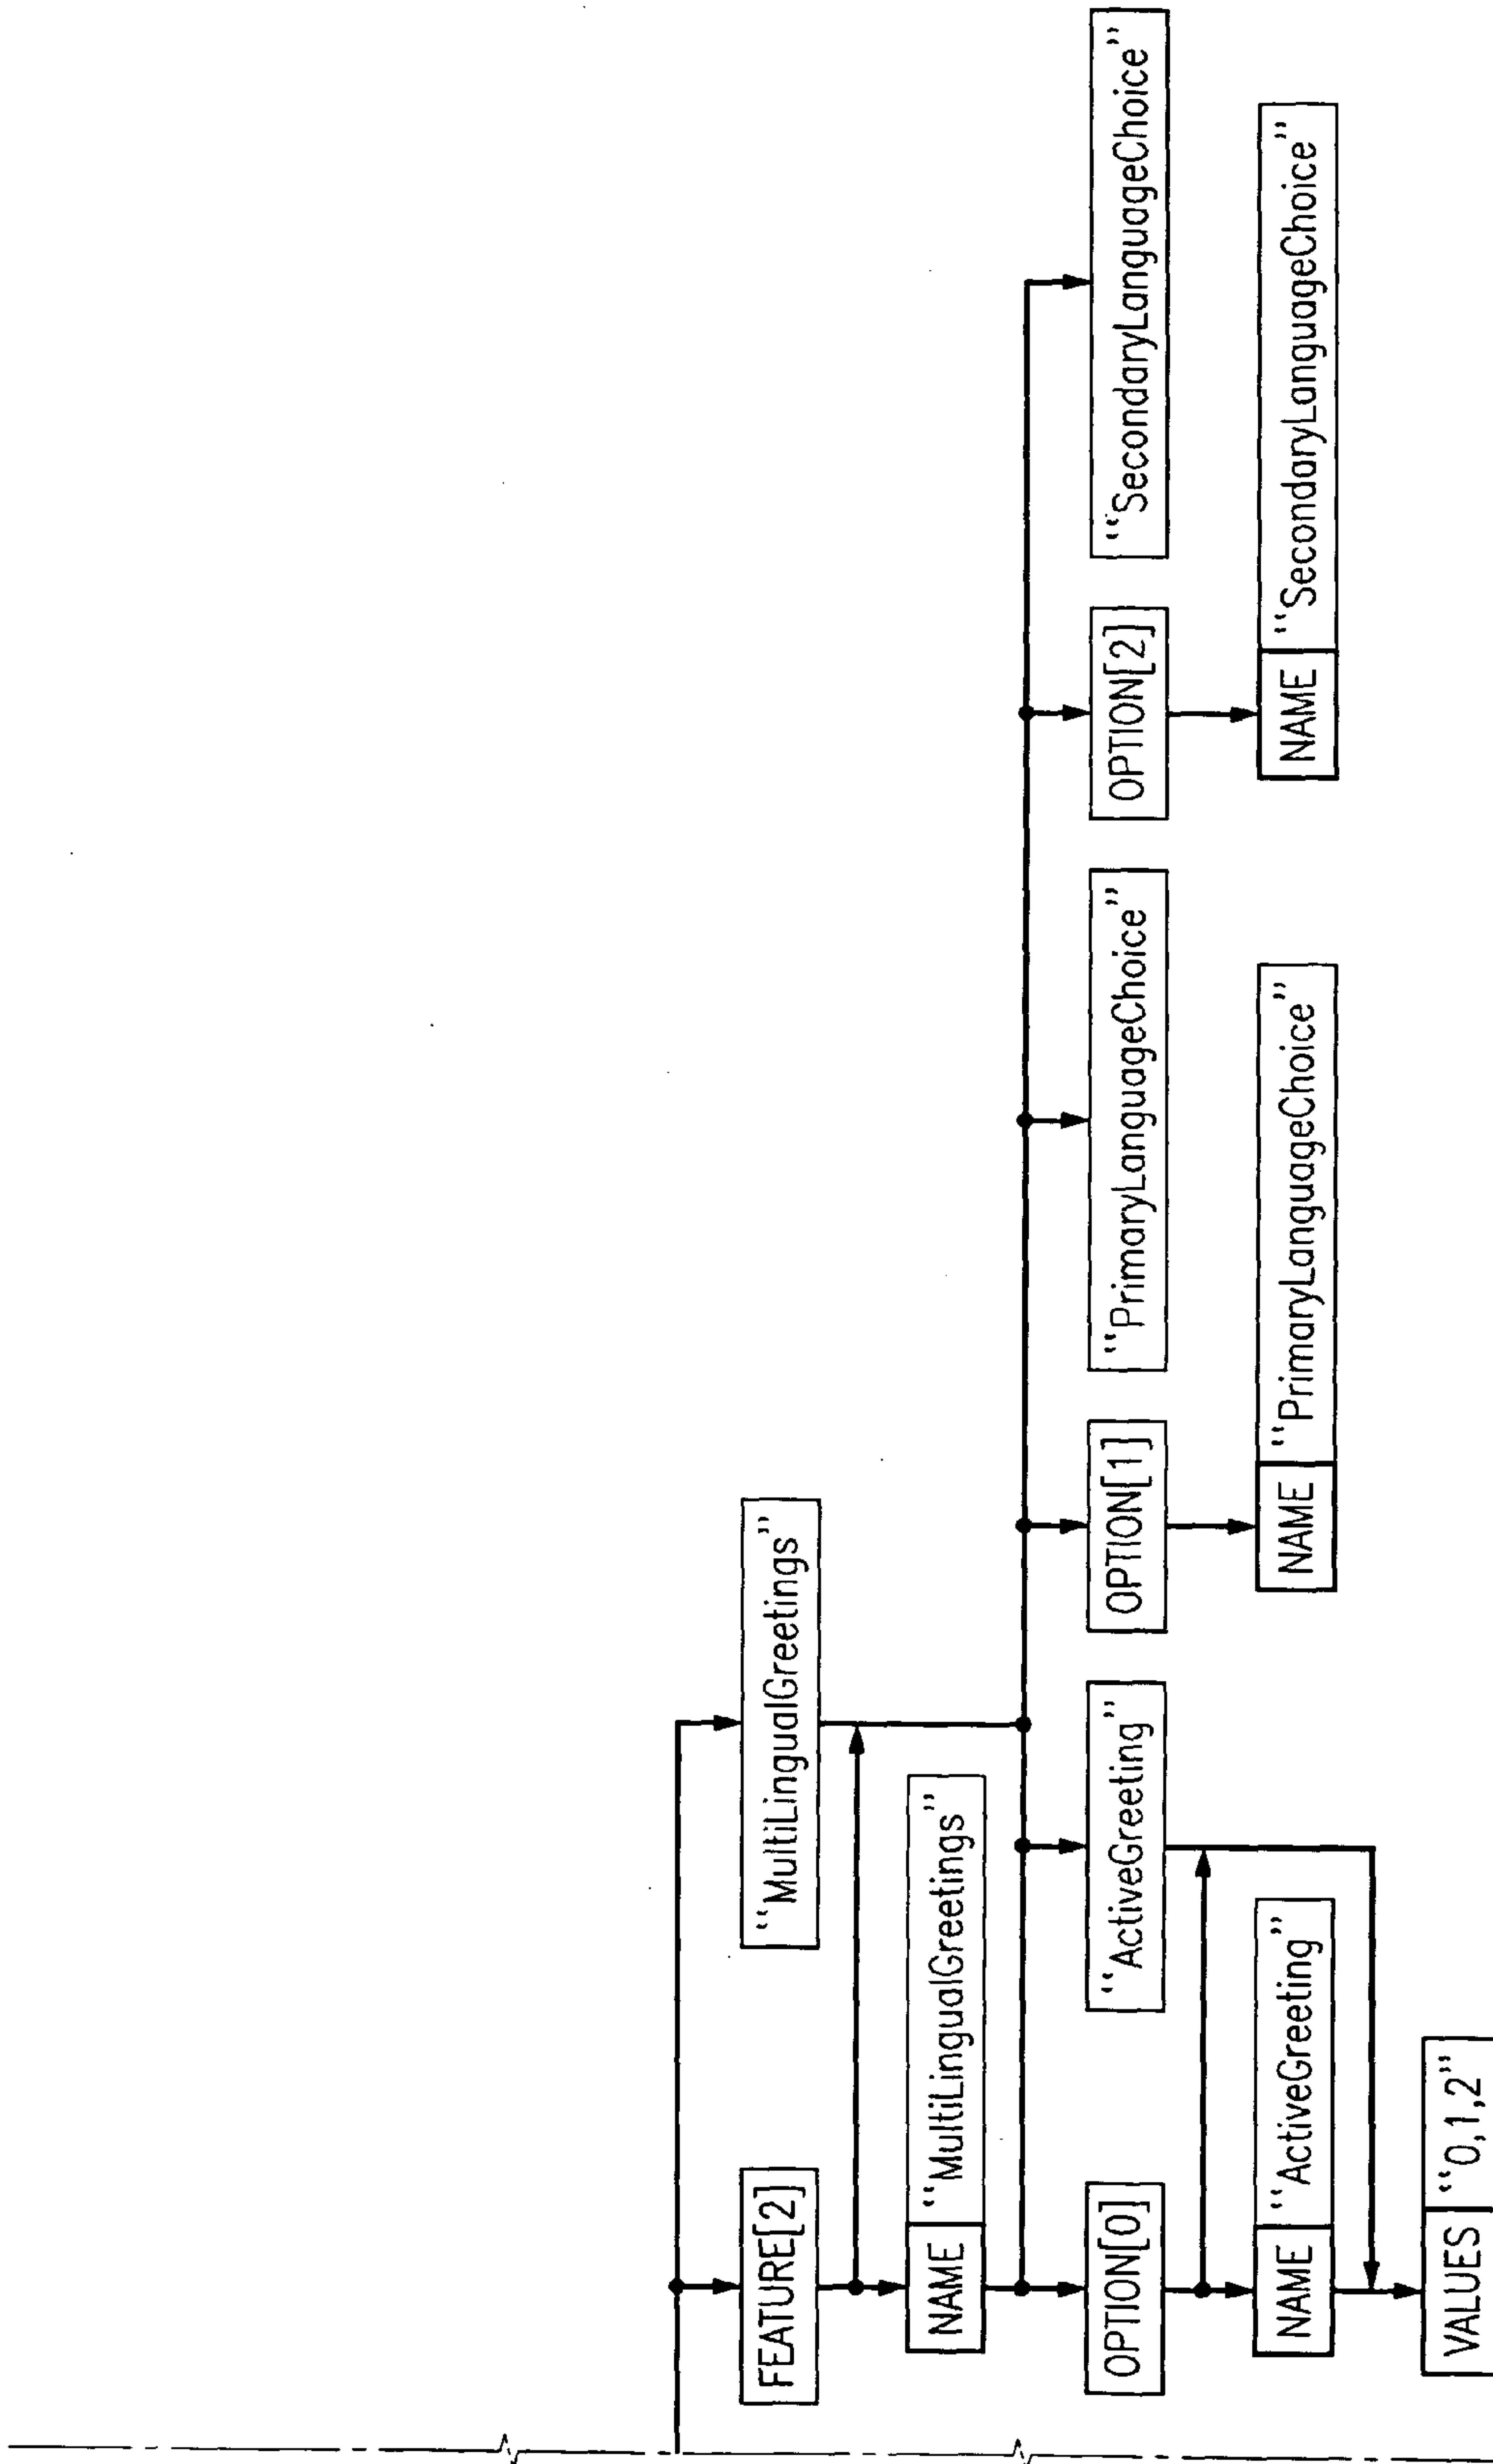 FEATURE[2]
"MultiLingualGreetings"
NAME "MultiLingualGreetings"
OPTION[0]
"ActiveGreeting"
OPTION[1]
"PrimaryLanguageChoice"
OPTION[2]
"SecondaryLanguageChoice"
NAME "ActiveGreeting"
NAME "PrimaryLanguageChoice"
NAME "SecondaryLanguageChoice"
VALUES "0,1,2"